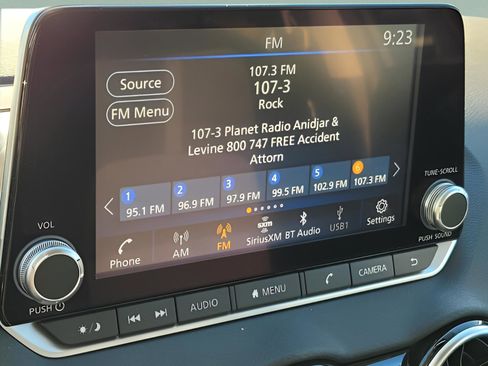 FM
9:23
107.3 FM
107-3
Rock
Source
FM Menu
107-3 Planet Radio Anidjar &
Levine 800 747 FREE Accident
Attorn
1 2 3 4 5 6
95.1 FM 96.9 FM 97.9 FM 99.5 FM 102.9 FM 107.3 FM
Phone AM FM sxm SiriusXM BT Audio USB1 Settings
VOL
PUSH
TUNE·SCROLL
PUSH SOUND
AUDIO MENU CAMERA